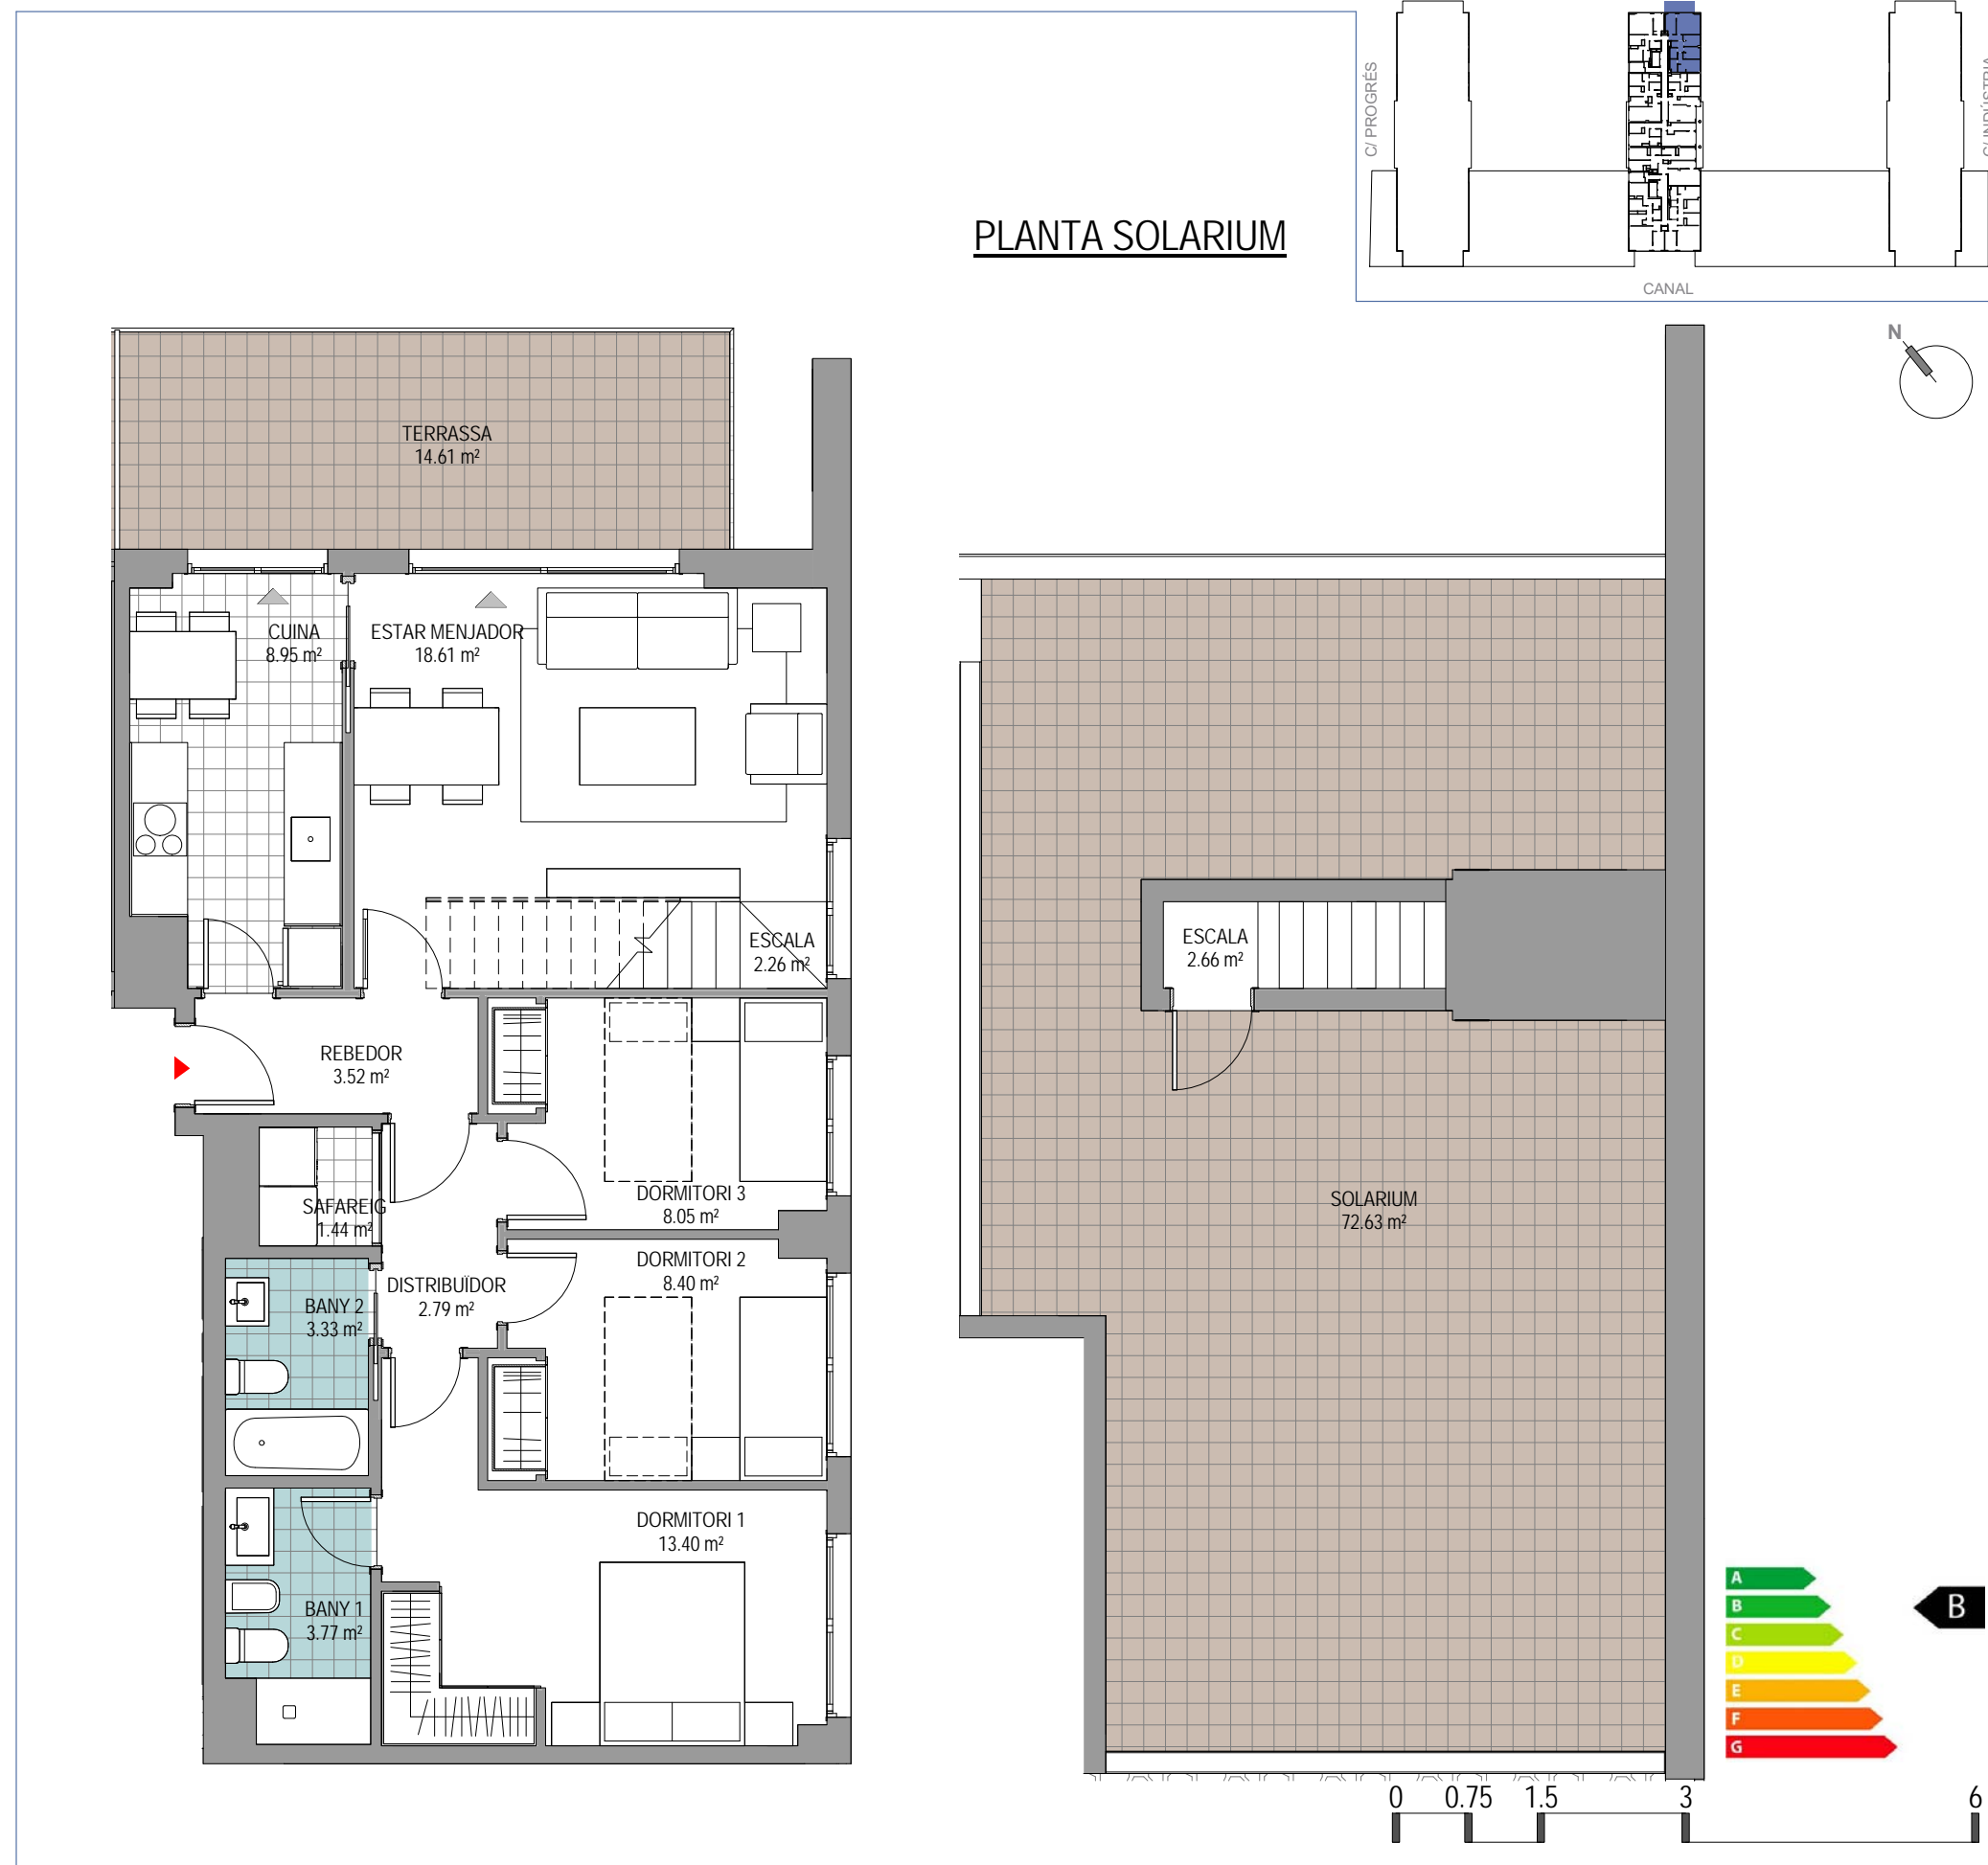 C/ PROGRÉS
C/ INDÚSTRIA
CANAL
PLANTA SOLARIUM
N
TERRASSA
14.61 m²
CUINA
8.95 m²
ESTAR MENJADOR
18.61 m²
ESCALA
2.26 m²
ESCALA
2.66 m²
REBEDOR
3.52 m²
DORMITORI 3
8.05 m²
SAFAREIG
1.44 m²
SOLARIUM
72.63 m²
DORMITORI 2
8.40 m²
DISTRIBUÏDOR
2.79 m²
BANY 2
3.33 m²
DORMITORI 1
13.40 m²
BANY 1
3.77 m²
A
B
C
D
E
F
G
B
0 0.75 1.5 3 6